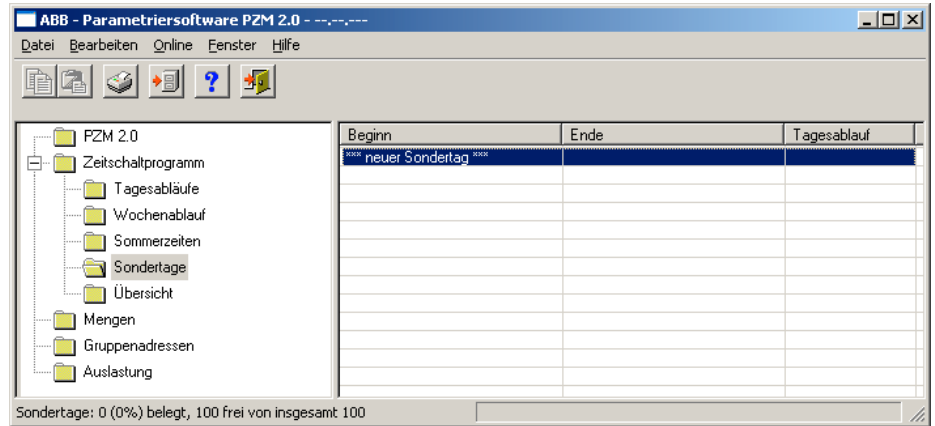 ABB - Parametriersoftware PZM 2.0 - --.--.---
Datei Bearbeiten Online Fenster Hilfe
PZM 2.0
Zeitschaltprogramm
Tagesabläufe
Wochenablauf
Sommerzeiten
Sondertage
Übersicht
Mengen
Gruppenadressen
Auslastung
Beginn Ende Tagesablauf
*** neuer Sondertag ***
Sondertage: 0 (0%) belegt, 100 frei von insgesamt 100